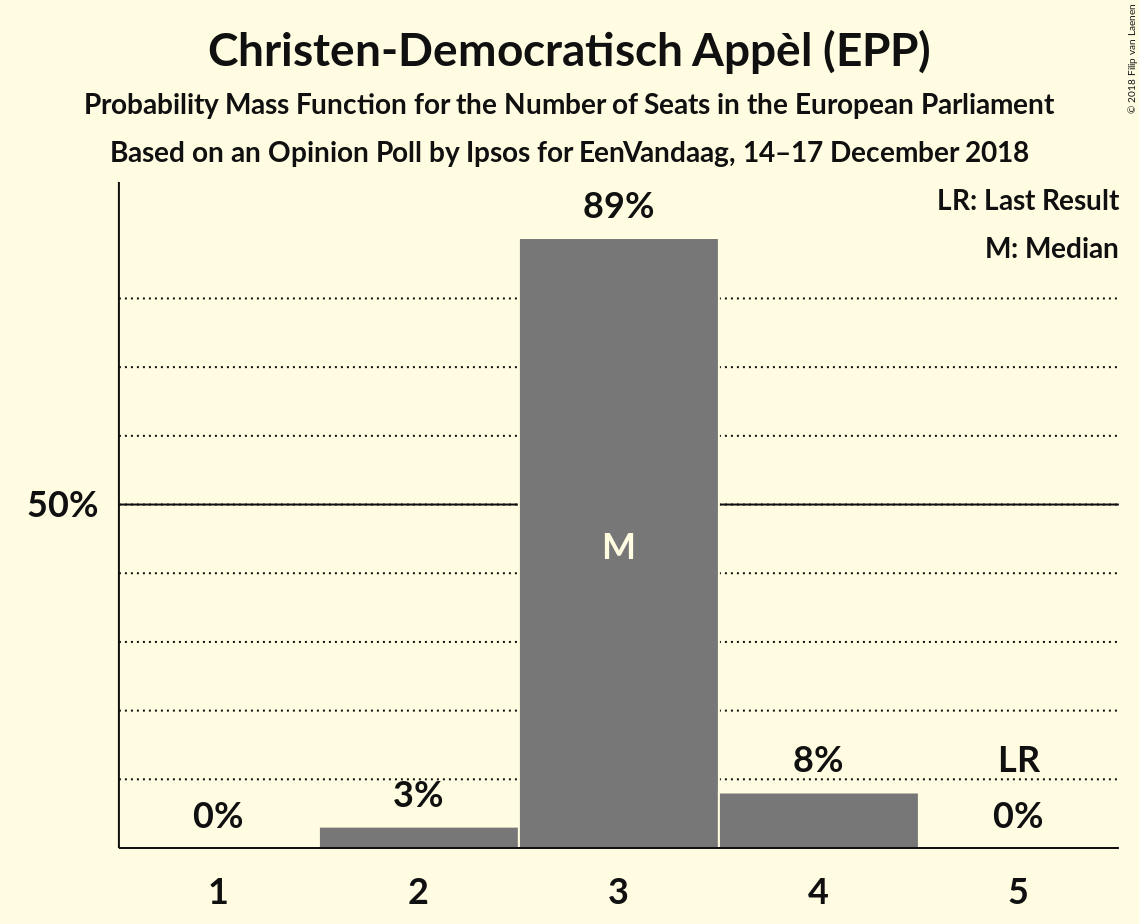 Christen-Democratisch Appèl (EPP)
Probability Mass Function for the Number of Seats in the European Parliament
Based on an Opinion Poll by Ipsos for EenVandaag, 14–17 December 2018
© 2018 Filip van Laenen
LR: Last Result
M: Median
89%
50%
M
0%
3%
8%
LR
0%
1 2 3 4 5